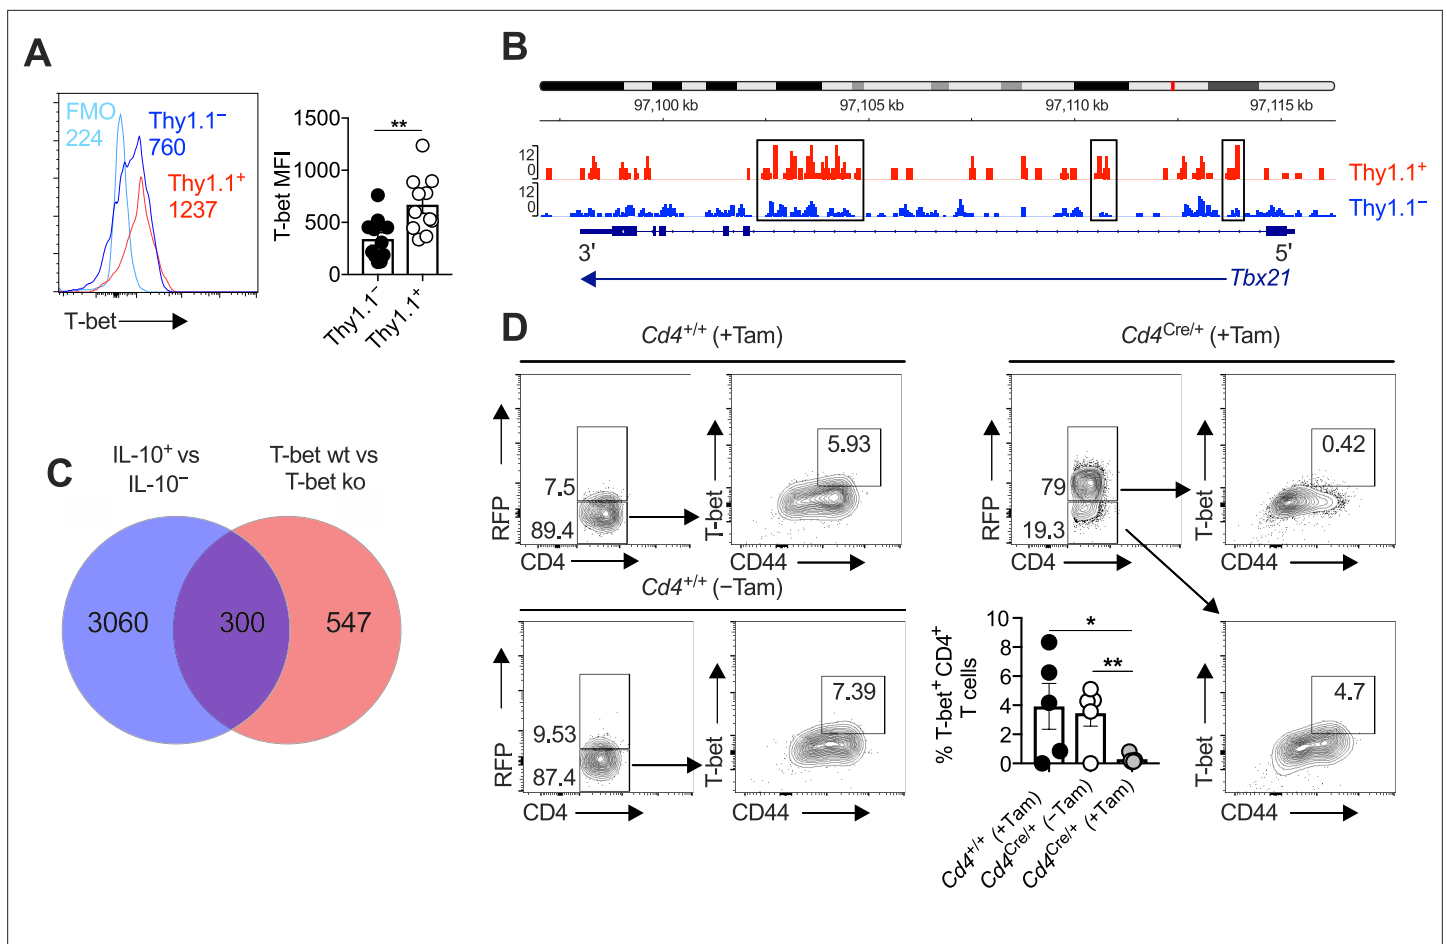 A
FMO
224
Thy1.1−
760
Thy1.1+
1237
T-bet
T-bet MFI
1500
1000
500
0
**
Thy1.1−
Thy1.1+
B
97,100 kb
97,105 kb
97,110 kb
97,115 kb
12
0
Thy1.1+
12
0
Thy1.1−
3'
5'
Tbx21
C
IL-10+ vs
IL-10−
T-bet wt vs
T-bet ko
3060
300
547
D
Cd4+/+ (+Tam)
RFP
7.5
89.4
CD4
T-bet
5.93
CD44
Cd4Cre/+ (+Tam)
RFP
79
19.3
CD4
T-bet
0.42
CD44
Cd4+/+ (−Tam)
RFP
9.53
87.4
CD4
T-bet
7.39
CD44
% T-bet+ CD4+
T cells
10
8
6
4
2
0
*
**
Cd4+/+ (+Tam)
Cd4Cre/+ (−Tam)
Cd4Cre/+ (+Tam)
T-bet
4.7
CD44